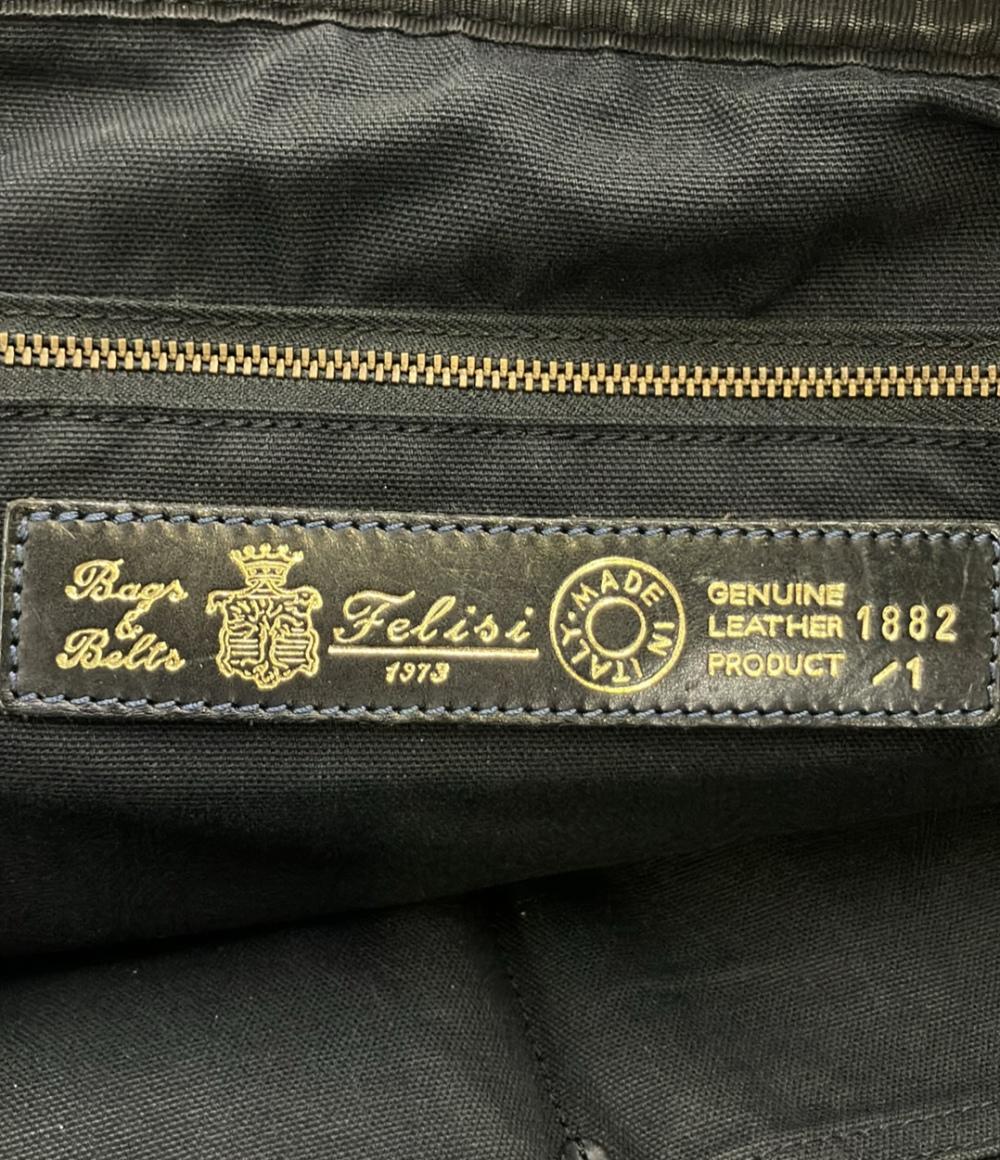 Bags
&
Belts
Felisi
1973
MADE IN ITALY
GENUINE
LEATHER
PRODUCT
1882
/1